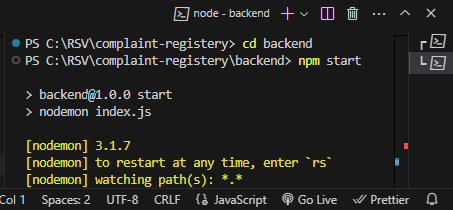 node - backend
PS C:\RSV\complaint-registery> cd backend
PS C:\RSV\complaint-registery\backend> npm start
> backend@1.0.0 start
> nodemon index.js
[nodemon] 3.1.7
[nodemon] to restart at any time, enter `rs`
[nodemon] watching path(s): *.*
Col 1 Spaces: 2 UTF-8 CRLF {} JavaScript Go Live Prettier